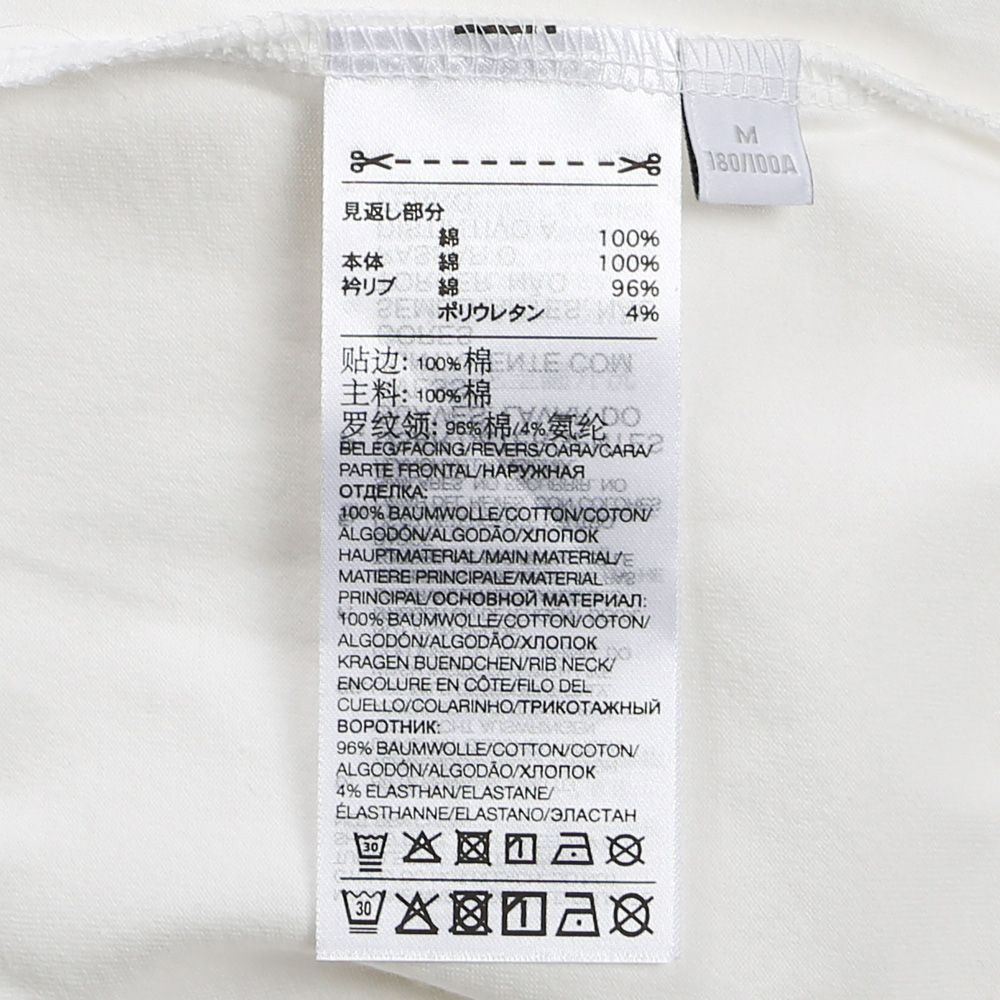 M
見返し部分
綿 100%
本体 綿 100%
衿リブ 綿 96%
ポリウレタン 4%
贴边: 100%棉
主料: 100%棉
罗纹领: 96%棉/4%氨纶
BELEG/FACING/REVERS/CARA/CARA/
PARTE FRONTAL/НАРУЖНАЯ
ОТДЕЛКА:
100% BAUMWOLLE/COTTON/COTON/
ALGODÓN/ALGODÃO/ХЛОПОК
HAUPTMATERIAL/MAIN MATERIAL/
MATIERE PRINCIPALE/MATERIAL
PRINCIPAL/ОСНОВНОЙ МАТЕРИАЛ:
100% BAUMWOLLE/COTTON/COTON/
ALGODÓN/ALGODÃO/ХЛОПОК
KRAGEN BUENDCHEN/RIB NECK/
ENCOLURE EN CÔTE/FILO DEL
CUELLO/COLARINHO/ТРИКОТАЖНЫЙ
ВОРОТНИК:
96% BAUMWOLLE/COTTON/COTON/
ALGODÓN/ALGODÃO/ХЛОПОК
4% ELASTHAN/ELASTANE/
ÉLASTHANNE/ELASTANO/ЭЛАСТАН
30
30